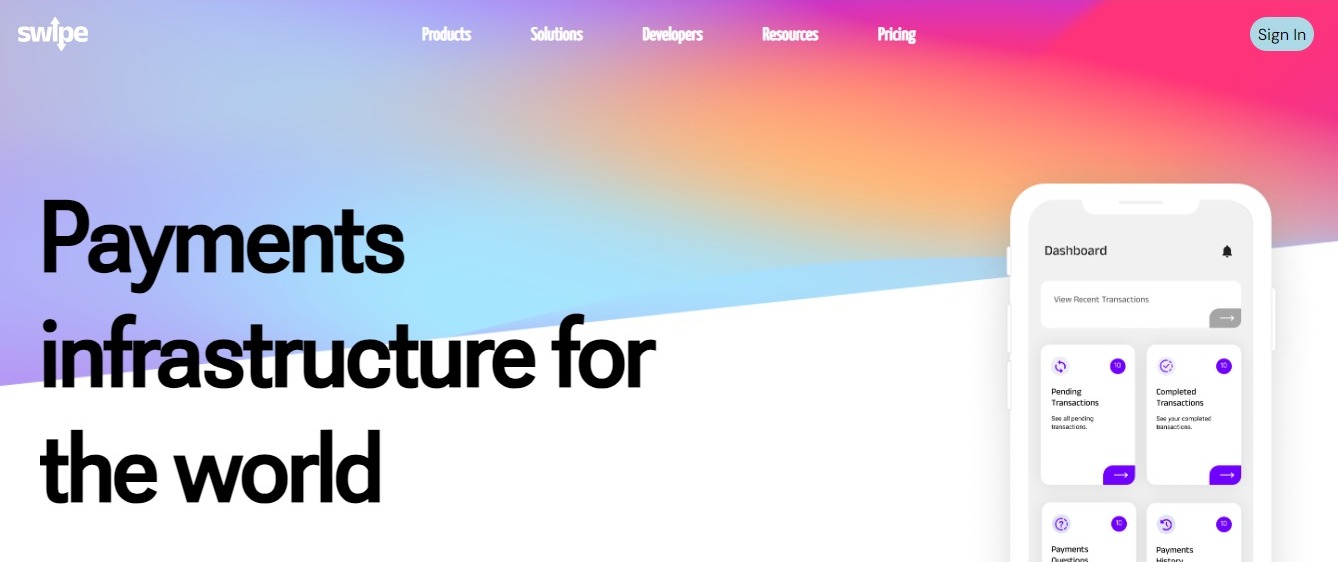 swipe
Products Solutions Developers Resources Pricing
Sign In
Payments
infrastructure for
the world
Dashboard
View Recent Transactions
10 10
Pending Completed
Transactions Transactions
See all pending See your completed
transactions. transactions.
10 10
Payments Payments
Questions History